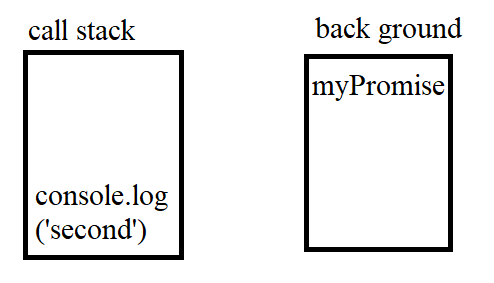 call stack
back ground
myPromise
console.log
('second')